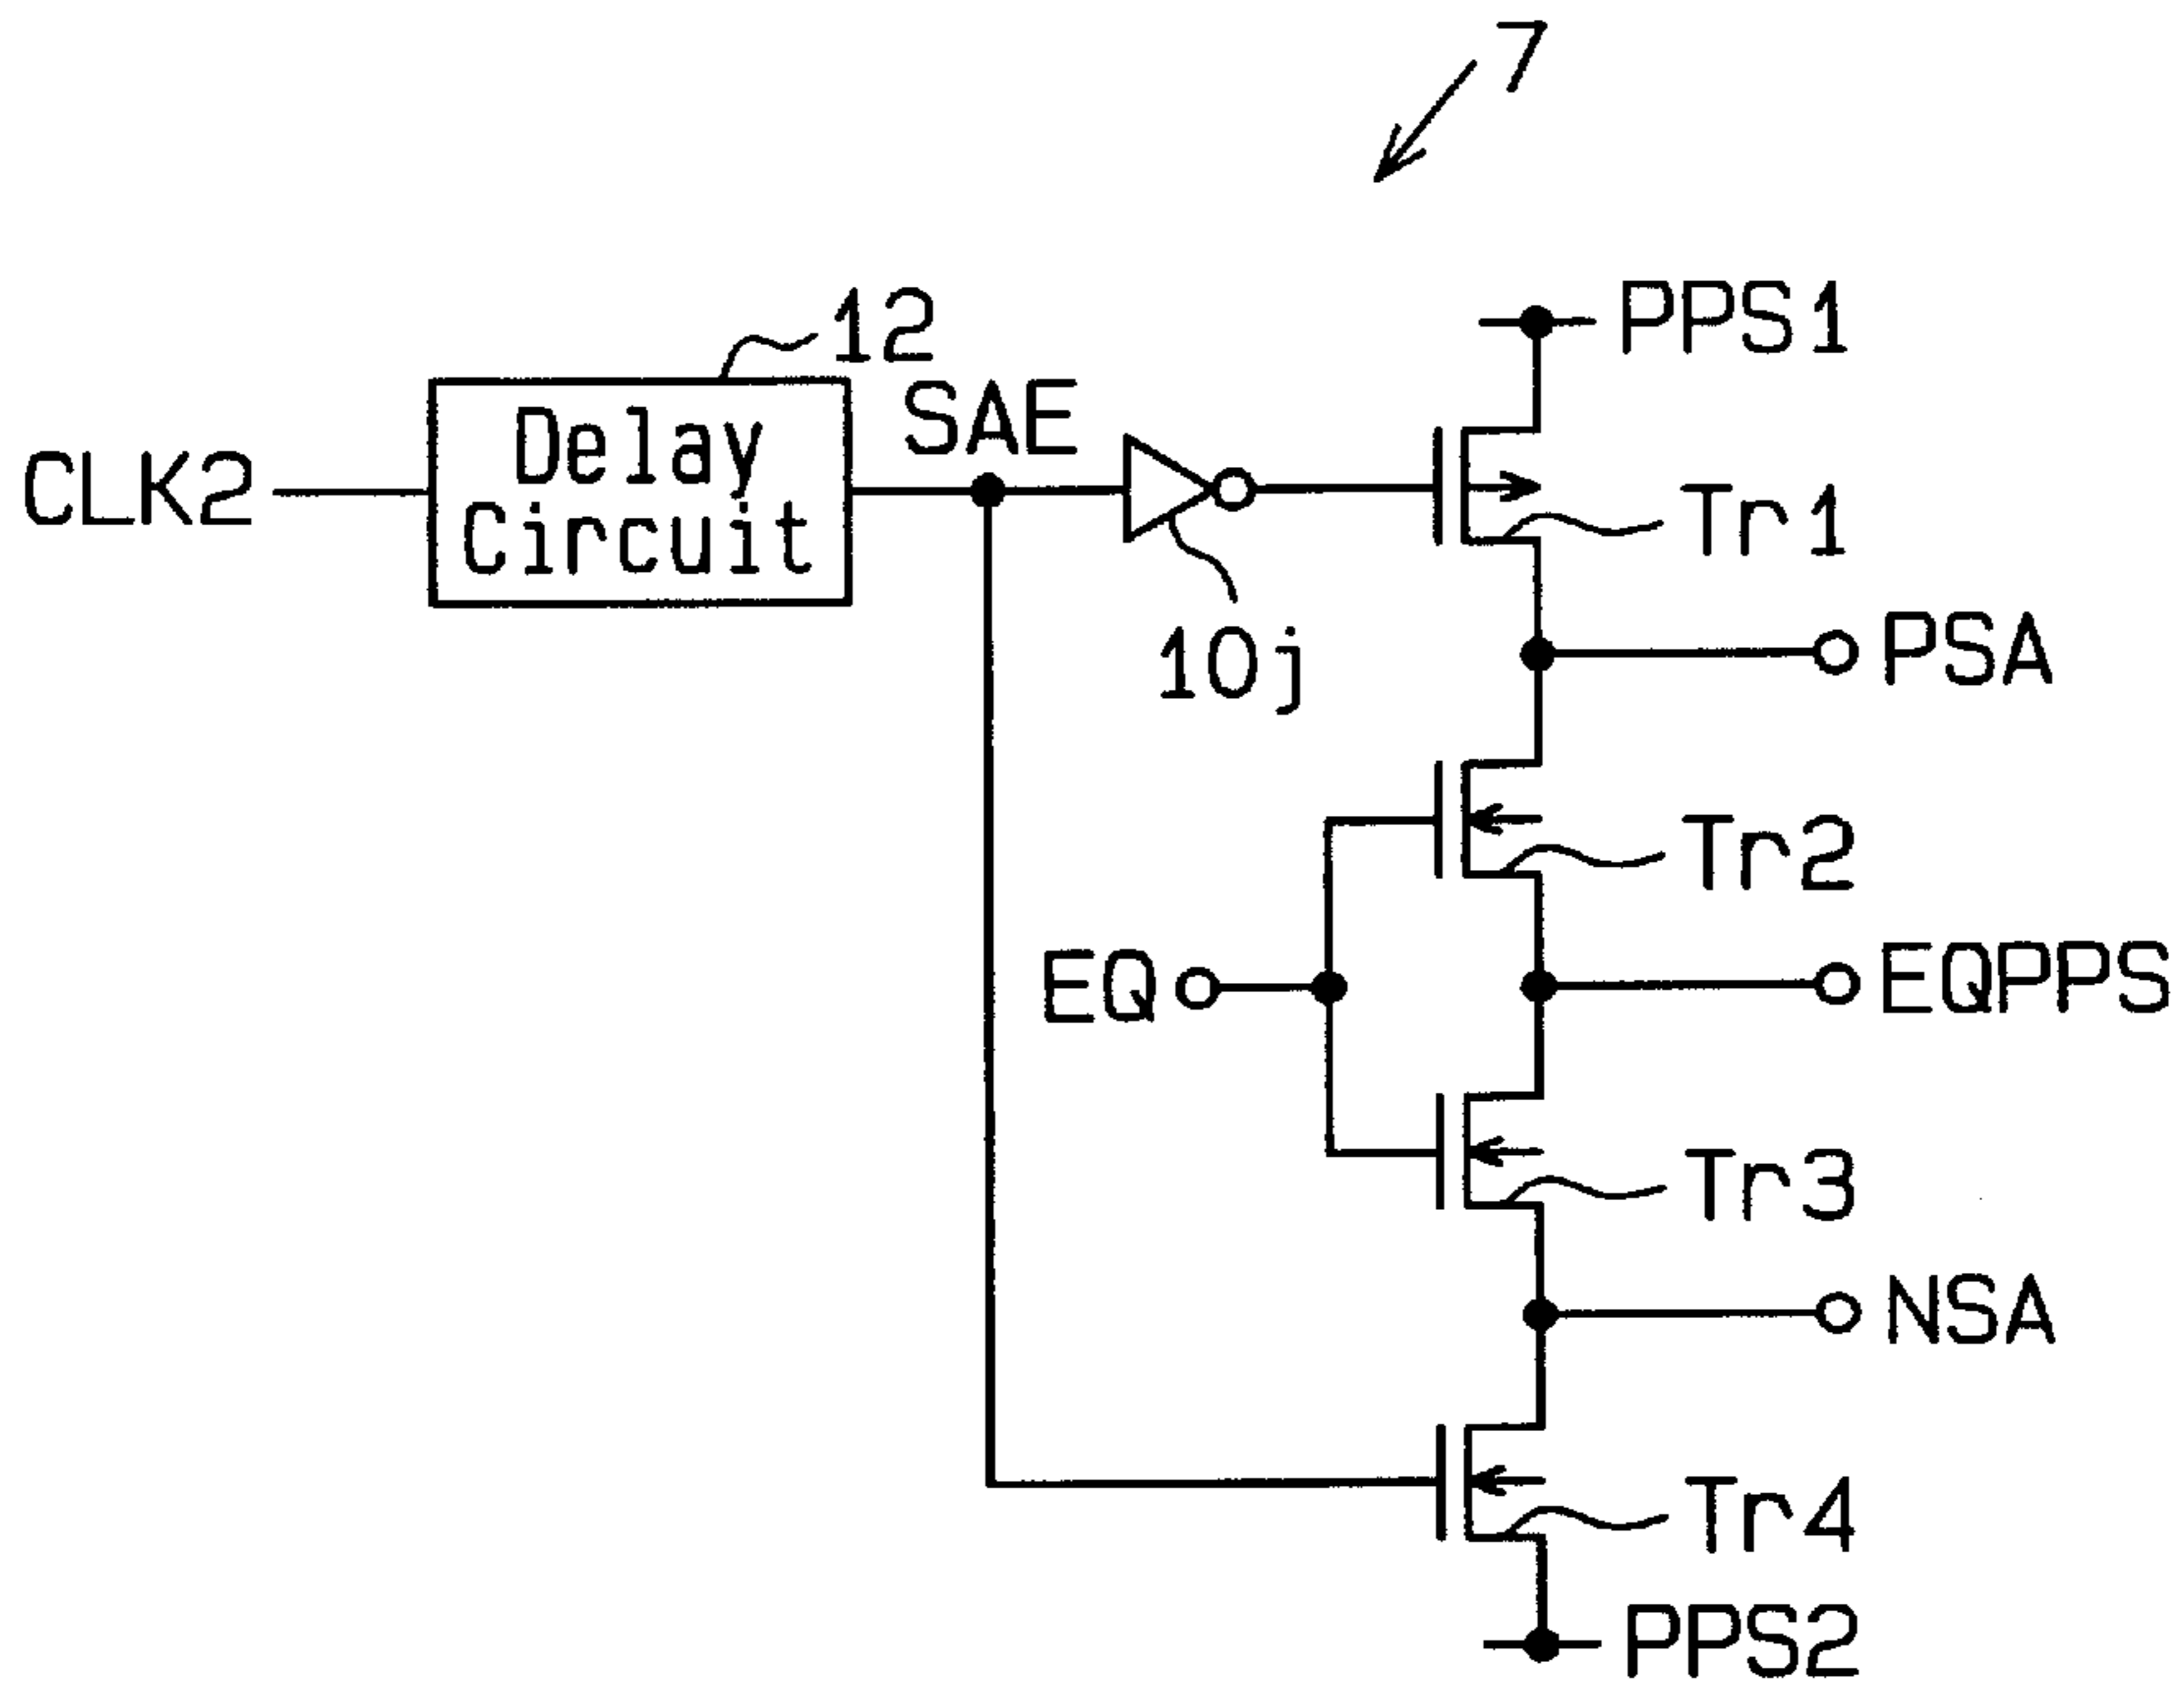 7
12
PPS1
SAE
Delay
Circuit
CLK2
Tr1
10j
PSA
Tr2
EQ
EQPPS
Tr3
NSA
Tr4
PPS2